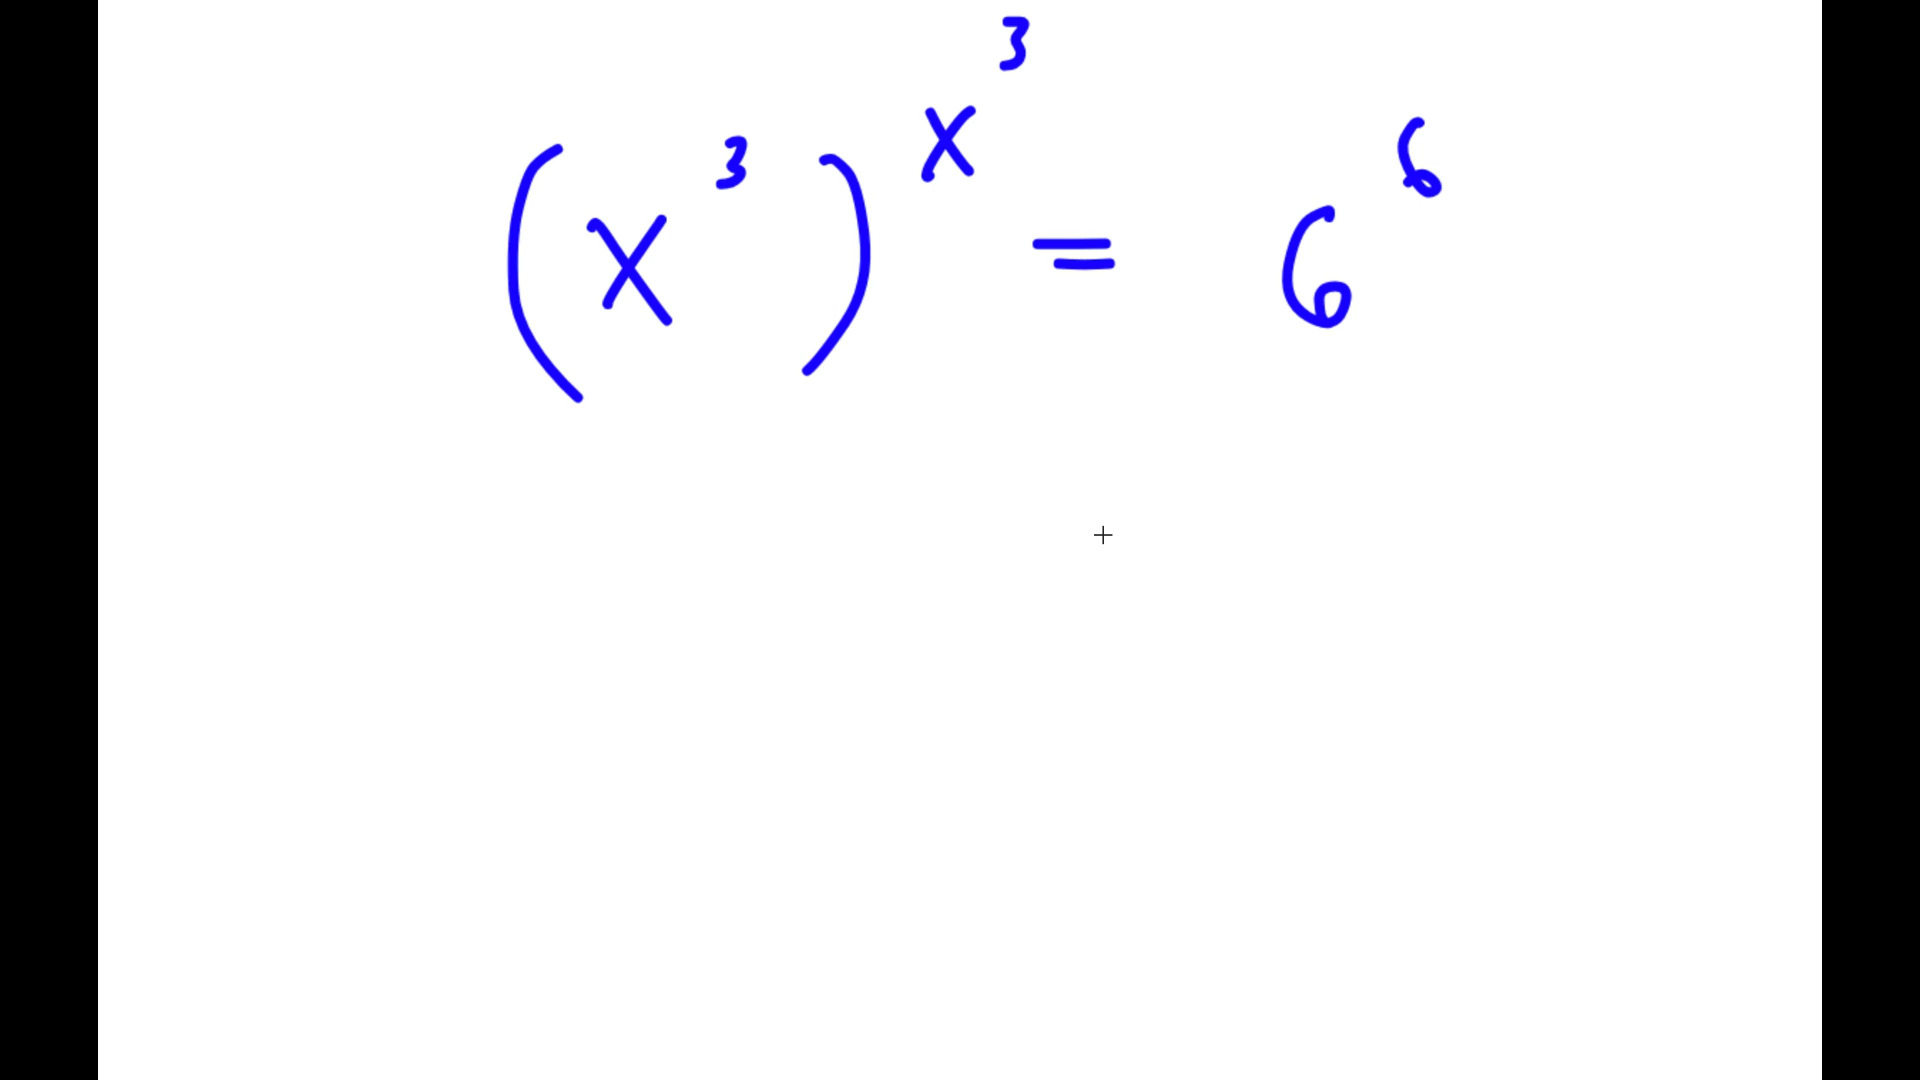 (x³)^x³ = 6⁶